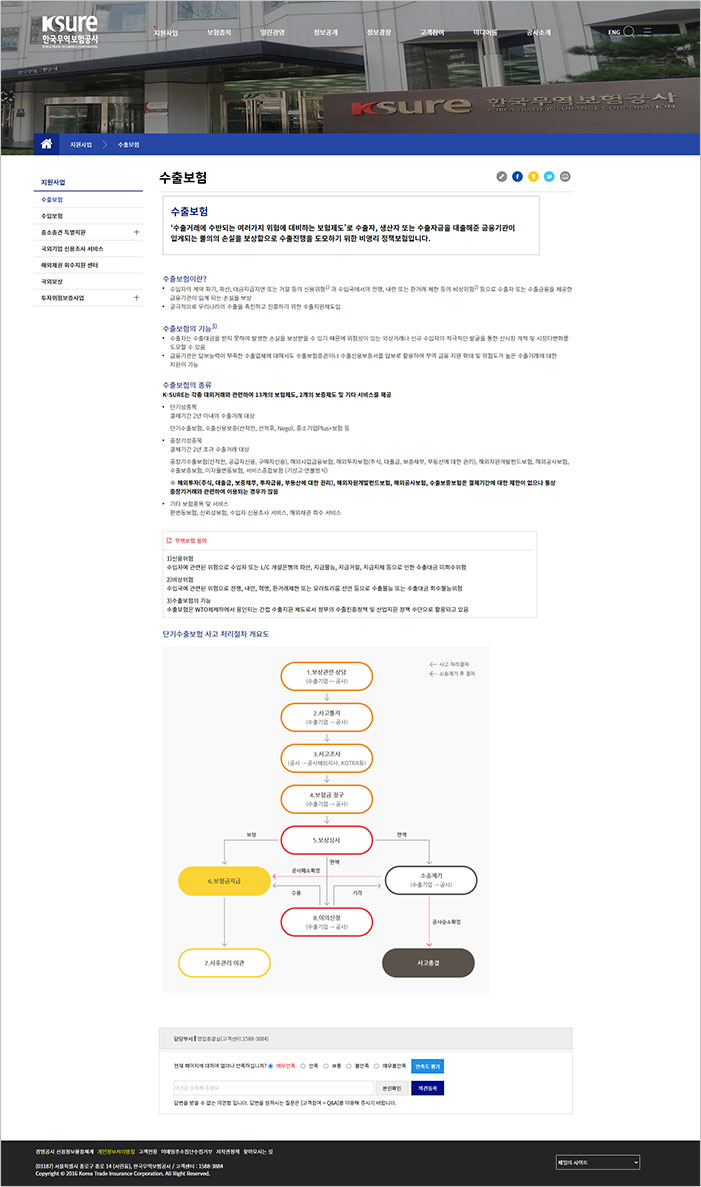 Ksure
한국무역보험공사
KOREA TRADE INSURANCE CORPORATION
지원사업 보험종목 열린경영 정보공개 정보광장 고객참여 미디어룸 공사소개 ENG
Ksure 한국무역보험공사
KOREA TRADE INSURANCE CORPORATION
지원사업 > 수출보험
지원사업
수출보험
수입보험
중소중견 특별지원 +
국외기업 신용조사 서비스
해외채권 회수지원 센터
국외보상
투자위험보증사업 +
수출보험
수출보험
‘수출거래에 수반되는 여러가지 위험에 대비하는 보험제도’로 수출자, 생산자 또는 수출자금을 대출해준 금융기관이
입게되는 불의의 손실을 보상함으로 수출진행을 도모하기 위한 비영리 정책보험입니다.
수출보험이란?
• 수입자의 계약 파기, 파산, 대금지급지연 또는 거절 등의 신용위험1) 과 수입국에서의 전쟁, 내란 또는 환거래 제한 등의 비상위험2) 등으로 수출자 또는 수출금융을 제공한
금융기관이 입게 되는 손실을 보상
• 궁극적으로 우리나라의 수출을 촉진하고 진흥하기 위한 수출지원제도임
수출보험의 기능3)
• 수출자는 수출대금을 받지 못하여 발생한 손실을 보상받을 수 있기 때문에 위험성이 있는 외상거래나 신규 수입자의 적극적인 발굴을 통한 신시장 개척 및 시장다변화를
도모할 수 있음
• 금융기관은 담보능력이 부족한 수출업체에 대해서도 수출보험증권이나 수출신용보증서를 담보로 활용하여 무역 금융 지원 확대 및 위험도가 높은 수출거래에 대한
지원이 가능
수출보험의 종류
K-SURE는 각종 대외거래와 관련하여 13개의 보험제도, 2개의 보증제도 및 기타 서비스를 제공
• 단기성종목
결제기간 2년 이내의 수출거래 대상
단기수출보험, 수출신용보증(선적전, 선적후, Nego), 중소기업Plus+보험 등
• 중장기성종목
결제기간 2년 초과 수출거래 대상
중장기수출보험(선적전, 공급자신용, 구매자신용), 해외사업금융보험, 해외투자보험(주식, 대출금, 보증채무, 부동산에 대한 권리), 해외자원개발펀드보험, 해외공사보험,
수출보증보험, 이자율변동보험, 서비스종합보험 (기성고·연불방식)
※ 해외투자(주식, 대출금, 보증채무, 투자금융, 부동산에 대한 권리), 해외자원개발펀드보험, 해외공사보험, 수출보증보험은 결제기간에 대한 제한이 없으나 통상
중장기거래와 관련하여 이용되는 경우가 많음
• 기타 보험종목 및 서비스
환변동보험, 신뢰성보험, 수입자 신용조사 서비스, 해외채권 회수 서비스
무역보험 용어
1)신용위험
수입자에 관련된 위험으로 수입자 또는 L/C 개설은행의 파산, 지급불능, 지급거절, 지급지체 등으로 인한 수출대금 미회수위험
2)비상위험
수입국에 관련된 위험으로 전쟁, 내란, 혁명, 환거래제한 또는 모라토리움 선언 등으로 수출불능 또는 수출대금 회수불능위험
3)수출보험의 기능
수출보험은 WTO체제하에서 용인되는 간접 수출지원 제도로서 정부의 수출진흥정책 및 산업지원 정책 수단으로 활용되고 있음
단기수출보험 사고 처리절차 개요도
← 사고 처리절차
← 소송제기 후 절차
1.보상관련 상담
(수출기업 → 공사)
2.사고통지
(수출기업 → 공사)
3.사고조사
(공사 → 공사해외지사, KOTRA등)
4.보험금 청구
(수출기업 → 공사)
보상 5.보상심사 면책
면책
6.보험금지급 공사패소확정 소송제기
(수출기업 → 공사)
수용 기각
8.이의신청
(수출기업 → 공사)
공사승소확정
7.사후관리 이관 사고종결
담당부서 영업총괄실(고객센터:1588-3884)
현재 페이지에 대하여 얼마나 만족하십니까? 매우만족 만족 보통 불만족 매우불만족 만족도 평가
의견을 등록해 주세요 본인확인 의견등록
답변을 받을 수 없는 의견함 입니다. 답변을 원하시는 질문은 [고객참여 > Q&A]를 이용해 주시기 바랍니다.
경영공시 신용정보활용체계 개인정보처리방침 고객헌장 이메일주소집단수집거부 저작권정책 찾아오시는 길
(03187) 서울특별시 종로구 종로 14 (서린동), 한국무역보험공사 / 고객센터 : 1588-3884
Copyright © 2016 Korea Trade Insurance Corporation. All Right Reserved.
패밀리 사이트